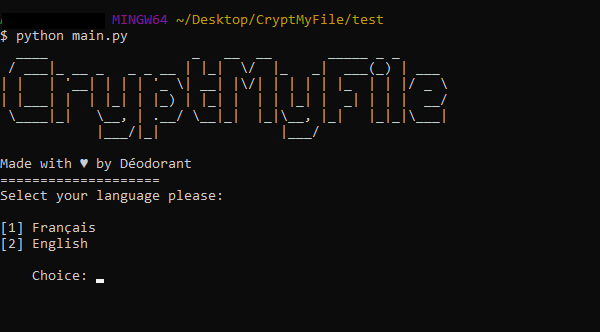 MINGW64 ~/Desktop/CryptMyFile/test
$ python main.py
CryptMyFile
Made with ♥ by Déodorant
====================
Select your language please:
[1] Français
[2] English
Choice: